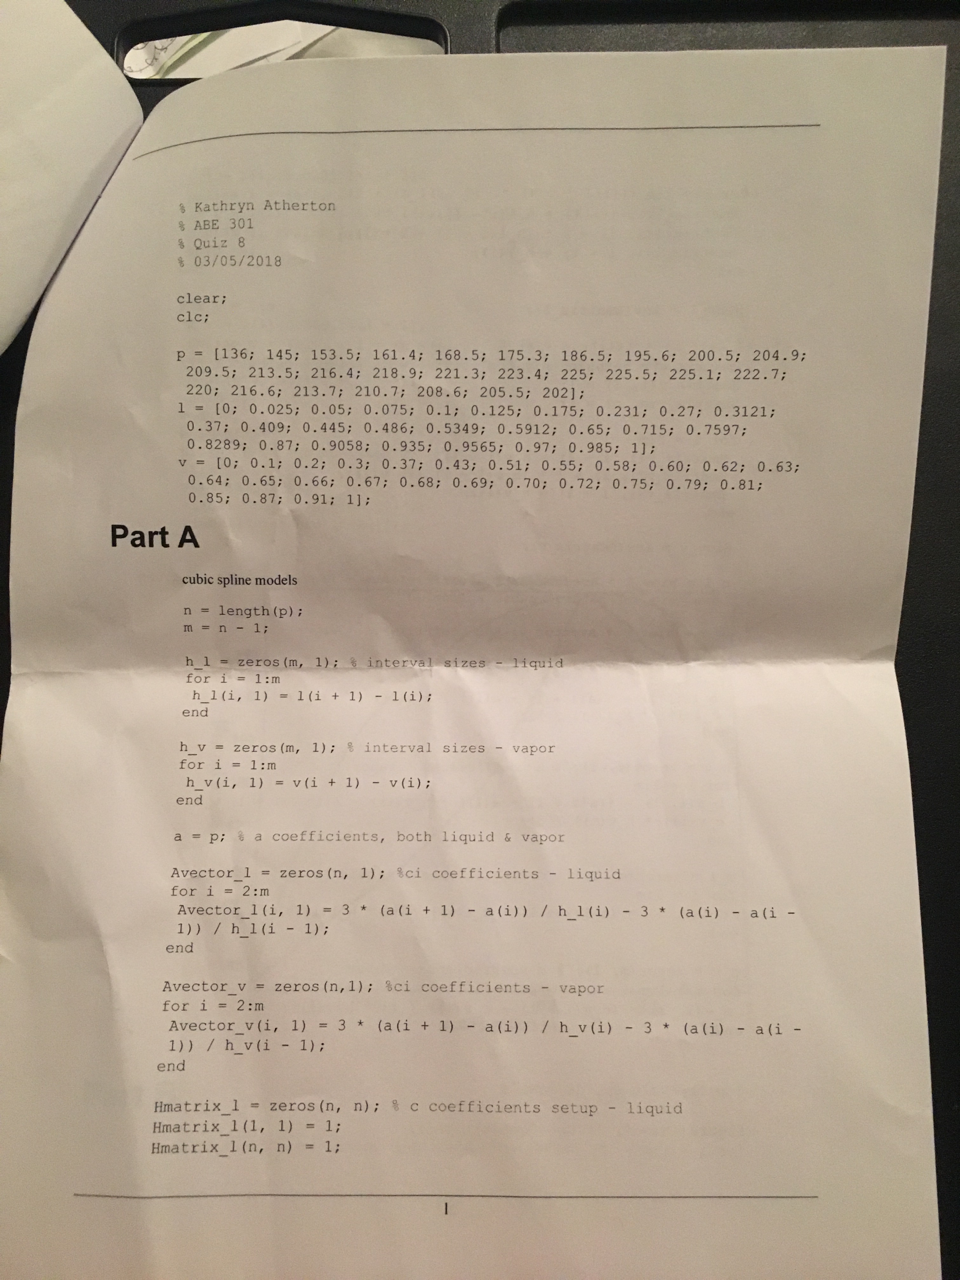 % Kathryn Atherton
% ABE 301
% Quiz 8
% 03/05/2018
clear;
clc;
p = [136; 145; 153.5; 161.4; 168.5; 175.3; 186.5; 195.6; 200.5; 204.9;
209.5; 213.5; 216.4; 218.9; 221.3; 223.4; 225; 225.5; 225.1; 222.7;
220; 216.6; 213.7; 210.7; 208.6; 205.5; 202];
l = [0; 0.025; 0.05; 0.075; 0.1; 0.125; 0.175; 0.231; 0.27; 0.3121;
0.37; 0.409; 0.445; 0.486; 0.5349; 0.5912; 0.65; 0.715; 0.7597;
0.8289; 0.87; 0.9058; 0.935; 0.9565; 0.97; 0.985; 1];
v = [0; 0.1; 0.2; 0.3; 0.37; 0.43; 0.51; 0.55; 0.58; 0.60; 0.62; 0.63;
0.64; 0.65; 0.66; 0.67; 0.68; 0.69; 0.70; 0.72; 0.75; 0.79; 0.81;
0.85; 0.87; 0.91; 1];
Part A
cubic spline models
n = length(p);
m = n - 1;
h_l = zeros(m, 1); % interval sizes - liquid
for i = 1:m
h_l(i, 1) = l(i + 1) - l(i);
end
h_v = zeros(m, 1); % interval sizes - vapor
for i = 1:m
h_v(i, 1) = v(i + 1) - v(i);
end
a = p; % a coefficients, both liquid & vapor
Avector_l = zeros(n, 1); %ci coefficients - liquid
for i = 2:m
Avector_l(i, 1) = 3 * (a(i + 1) - a(i)) / h_l(i) - 3 * (a(i) - a(i -
1)) / h_l(i - 1);
end
Avector_v = zeros(n,1); %ci coefficients - vapor
for i = 2:m
Avector_v(i, 1) = 3 * (a(i + 1) - a(i)) / h_v(i) - 3 * (a(i) - a(i -
1)) / h_v(i - 1);
end
Hmatrix_l = zeros(n, n); % c coefficients setup - liquid
Hmatrix_l(1, 1) = 1;
Hmatrix_l(n, n) = 1;
1